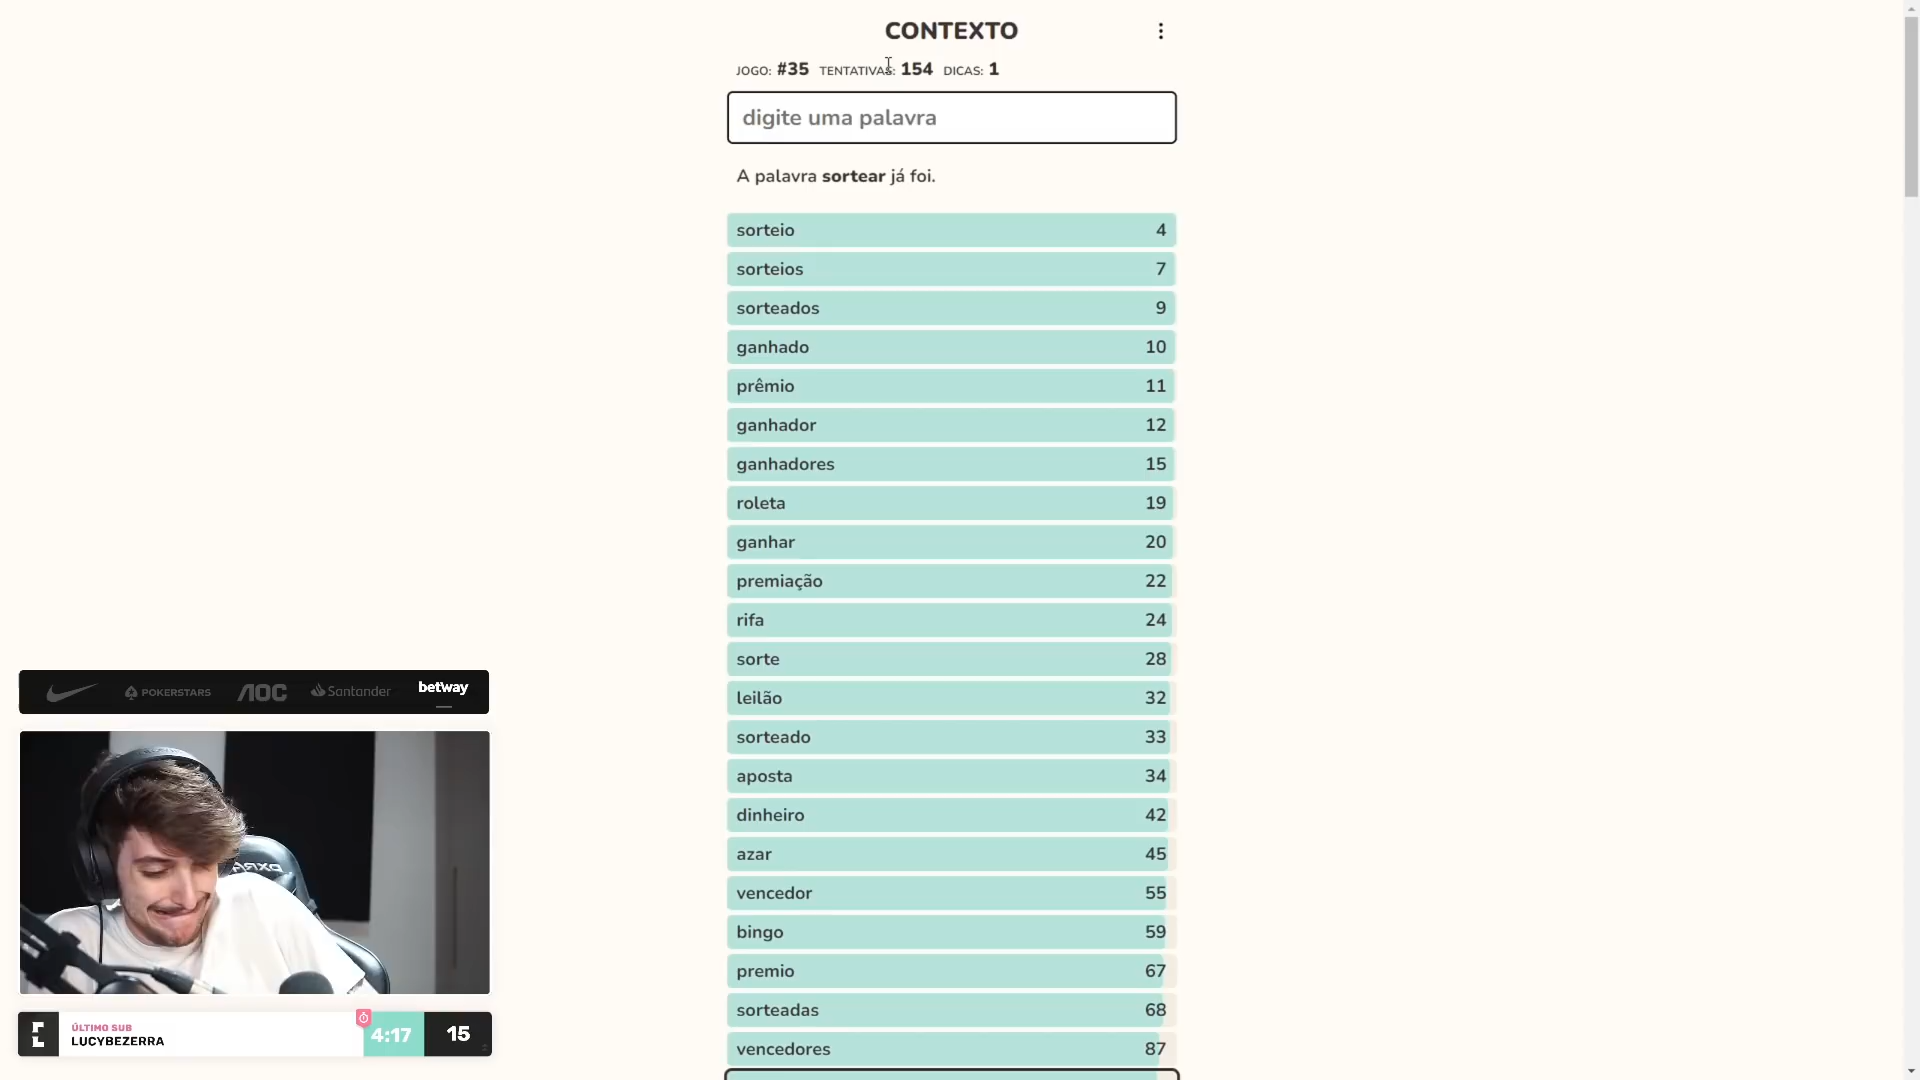 CONTEXTO
JOGO: #35 TENTATIVAS: 154 DICAS: 1
digite uma palavra
A palavra sortear já foi.
sorteio 4
sorteios 7
sorteados 9
ganhado 10
prêmio 11
ganhador 12
ganhadores 15
roleta 19
ganhar 20
premiação 22
rifa 24
sorte 28
leilão 32
sorteado 33
aposta 34
dinheiro 42
azar 45
vencedor 55
bingo 59
premio 67
sorteadas 68
vencedores 87
POKERSTARS AOC Santander betway
DXRA
ÚLTIMO SUB
LUCYBEZERRA
4:17 15